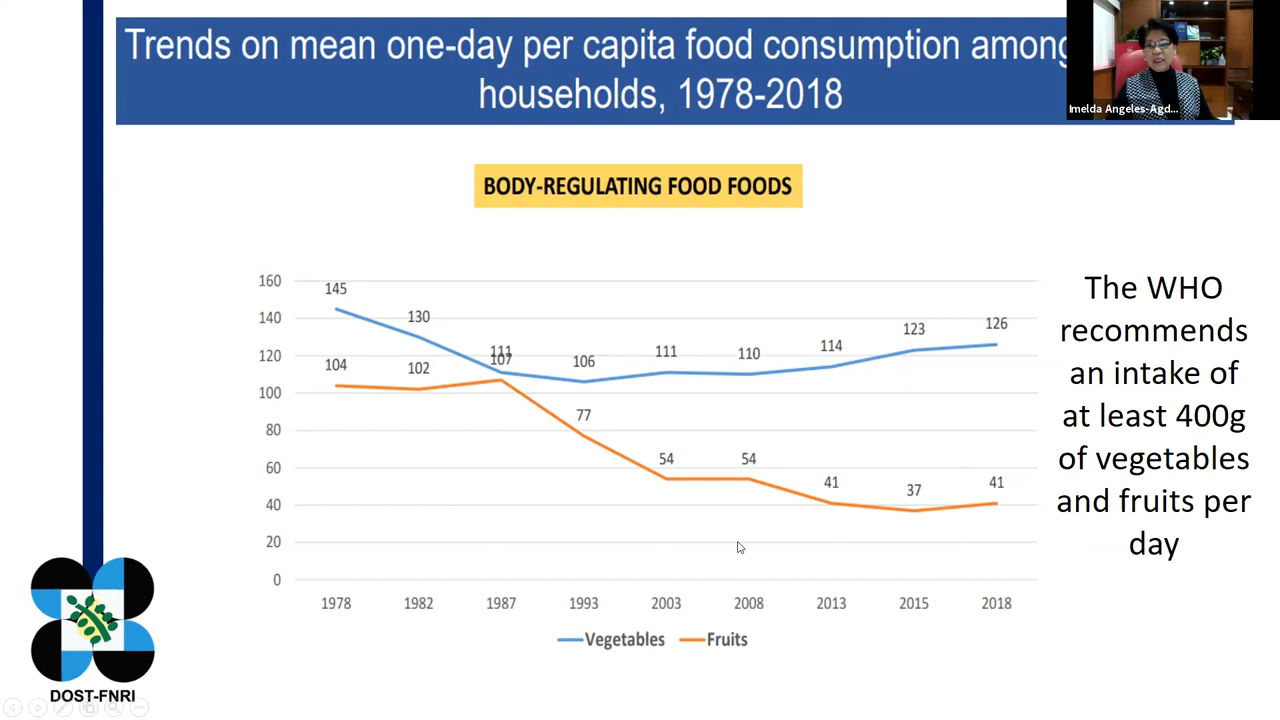 Trends on mean one-day per capita food consumption among
households, 1978-2018
Imelda Angeles-Agd...
BODY-REGULATING FOOD FOODS
160
140
120
100
80
60
40
20
0
145
130
111
106
111
110
114
123
126
104
102
107
77
54
54
41
37
41
1978 1982 1987 1993 2003 2008 2013 2015 2018
Vegetables Fruits
The WHO
recommends
an intake of
at least 400g
of vegetables
and fruits per
day
DOST-FNRI